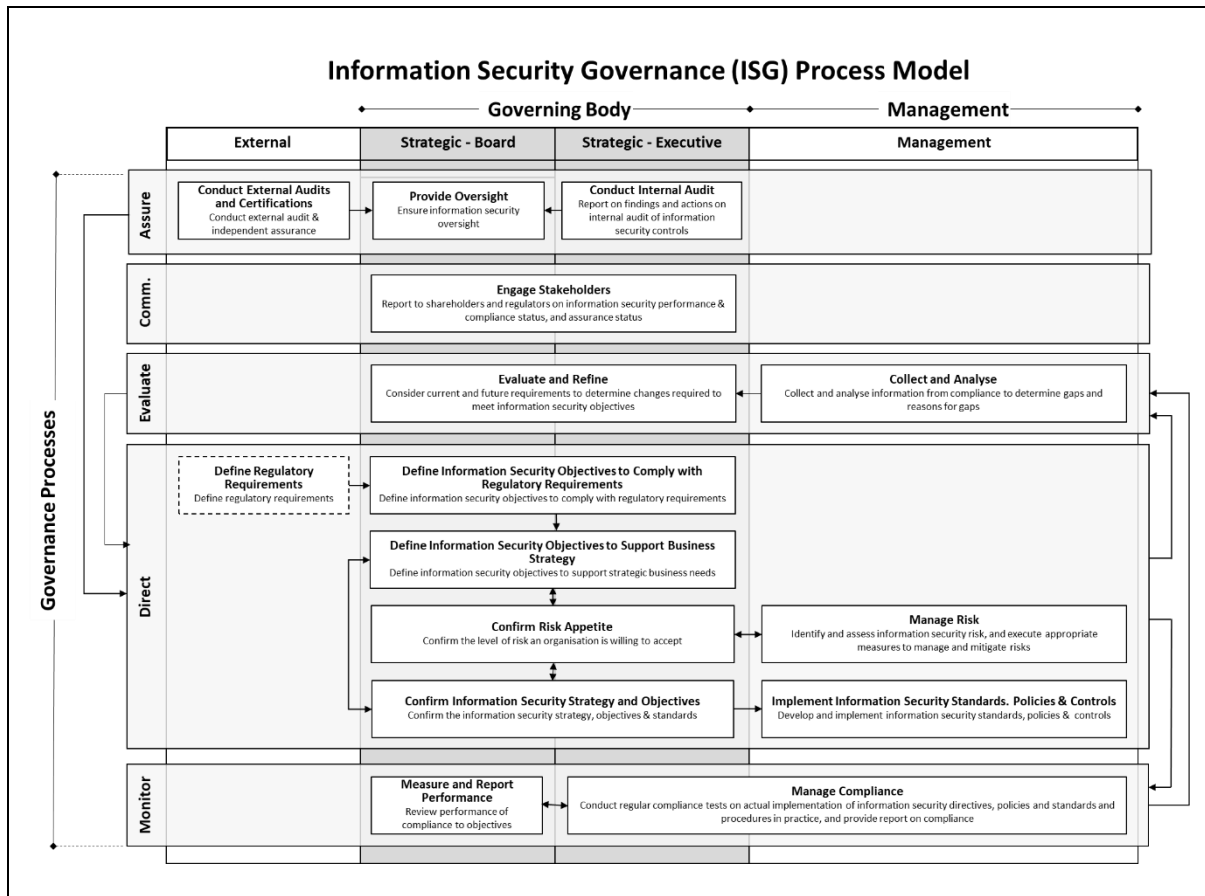 Information Security Governance (ISG) Process Model
Governing Body
Management
External
Strategic - Board
Strategic - Executive
Management
Governance Processes
Assure
Conduct External Audits
and Certifications
Conduct external audit &
independent assurance
Provide Oversight
Ensure information security
oversight
Conduct Internal Audit
Report on findings and actions on
internal audit of information
security controls
Comm.
Engage Stakeholders
Report to shareholders and regulators on information security performance &
compliance status, and assurance status
Evaluate
Evaluate and Refine
Consider current and future requirements to determine changes required to
meet information security objectives
Collect and Analyse
Collect and analyse information from compliance to determine gaps and
reasons for gaps
Direct
Define Regulatory
Requirements
Define regulatory requirements
Define Information Security Objectives to Comply with
Regulatory Requirements
Define information security objectives to comply with regulatory requirements
Define Information Security Objectives to Support Business
Strategy
Define information security objectives to support strategic business needs
Confirm Risk Appetite
Confirm the level of risk an organisation is willing to accept
Manage Risk
Identify and assess information security risk, and execute appropriate
measures to manage and mitigate risks
Confirm Information Security Strategy and Objectives
Confirm the information security strategy, objectives & standards
Implement Information Security Standards. Policies & Controls
Develop and implement information security standards, policies & controls
Monitor
Measure and Report
Performance
Review performance of
compliance to objectives
Manage Compliance
Conduct regular compliance tests on actual implementation of information security directives, policies and standards and
procedures in practice, and provide report on compliance